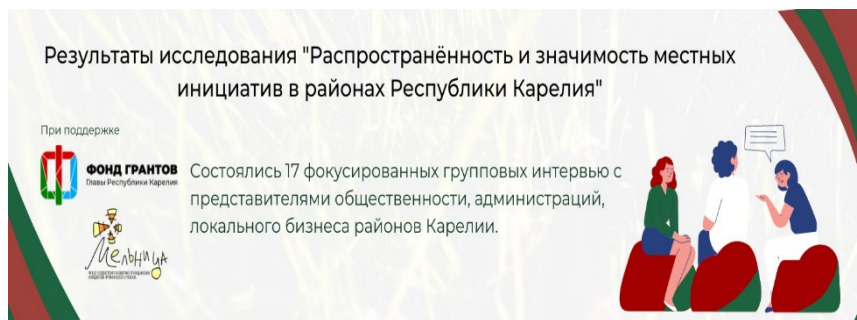 Результаты исследования "Распространённость и значимость местных
инициатив в районах Республики Карелия"
При поддержке
ФОНД ГРАНТОВ
Главы Республики Карелия
Состоялись 17 фокусированных групповых интервью с
представителями общественности, администраций,
локального бизнеса районов Карелии.
Мельница